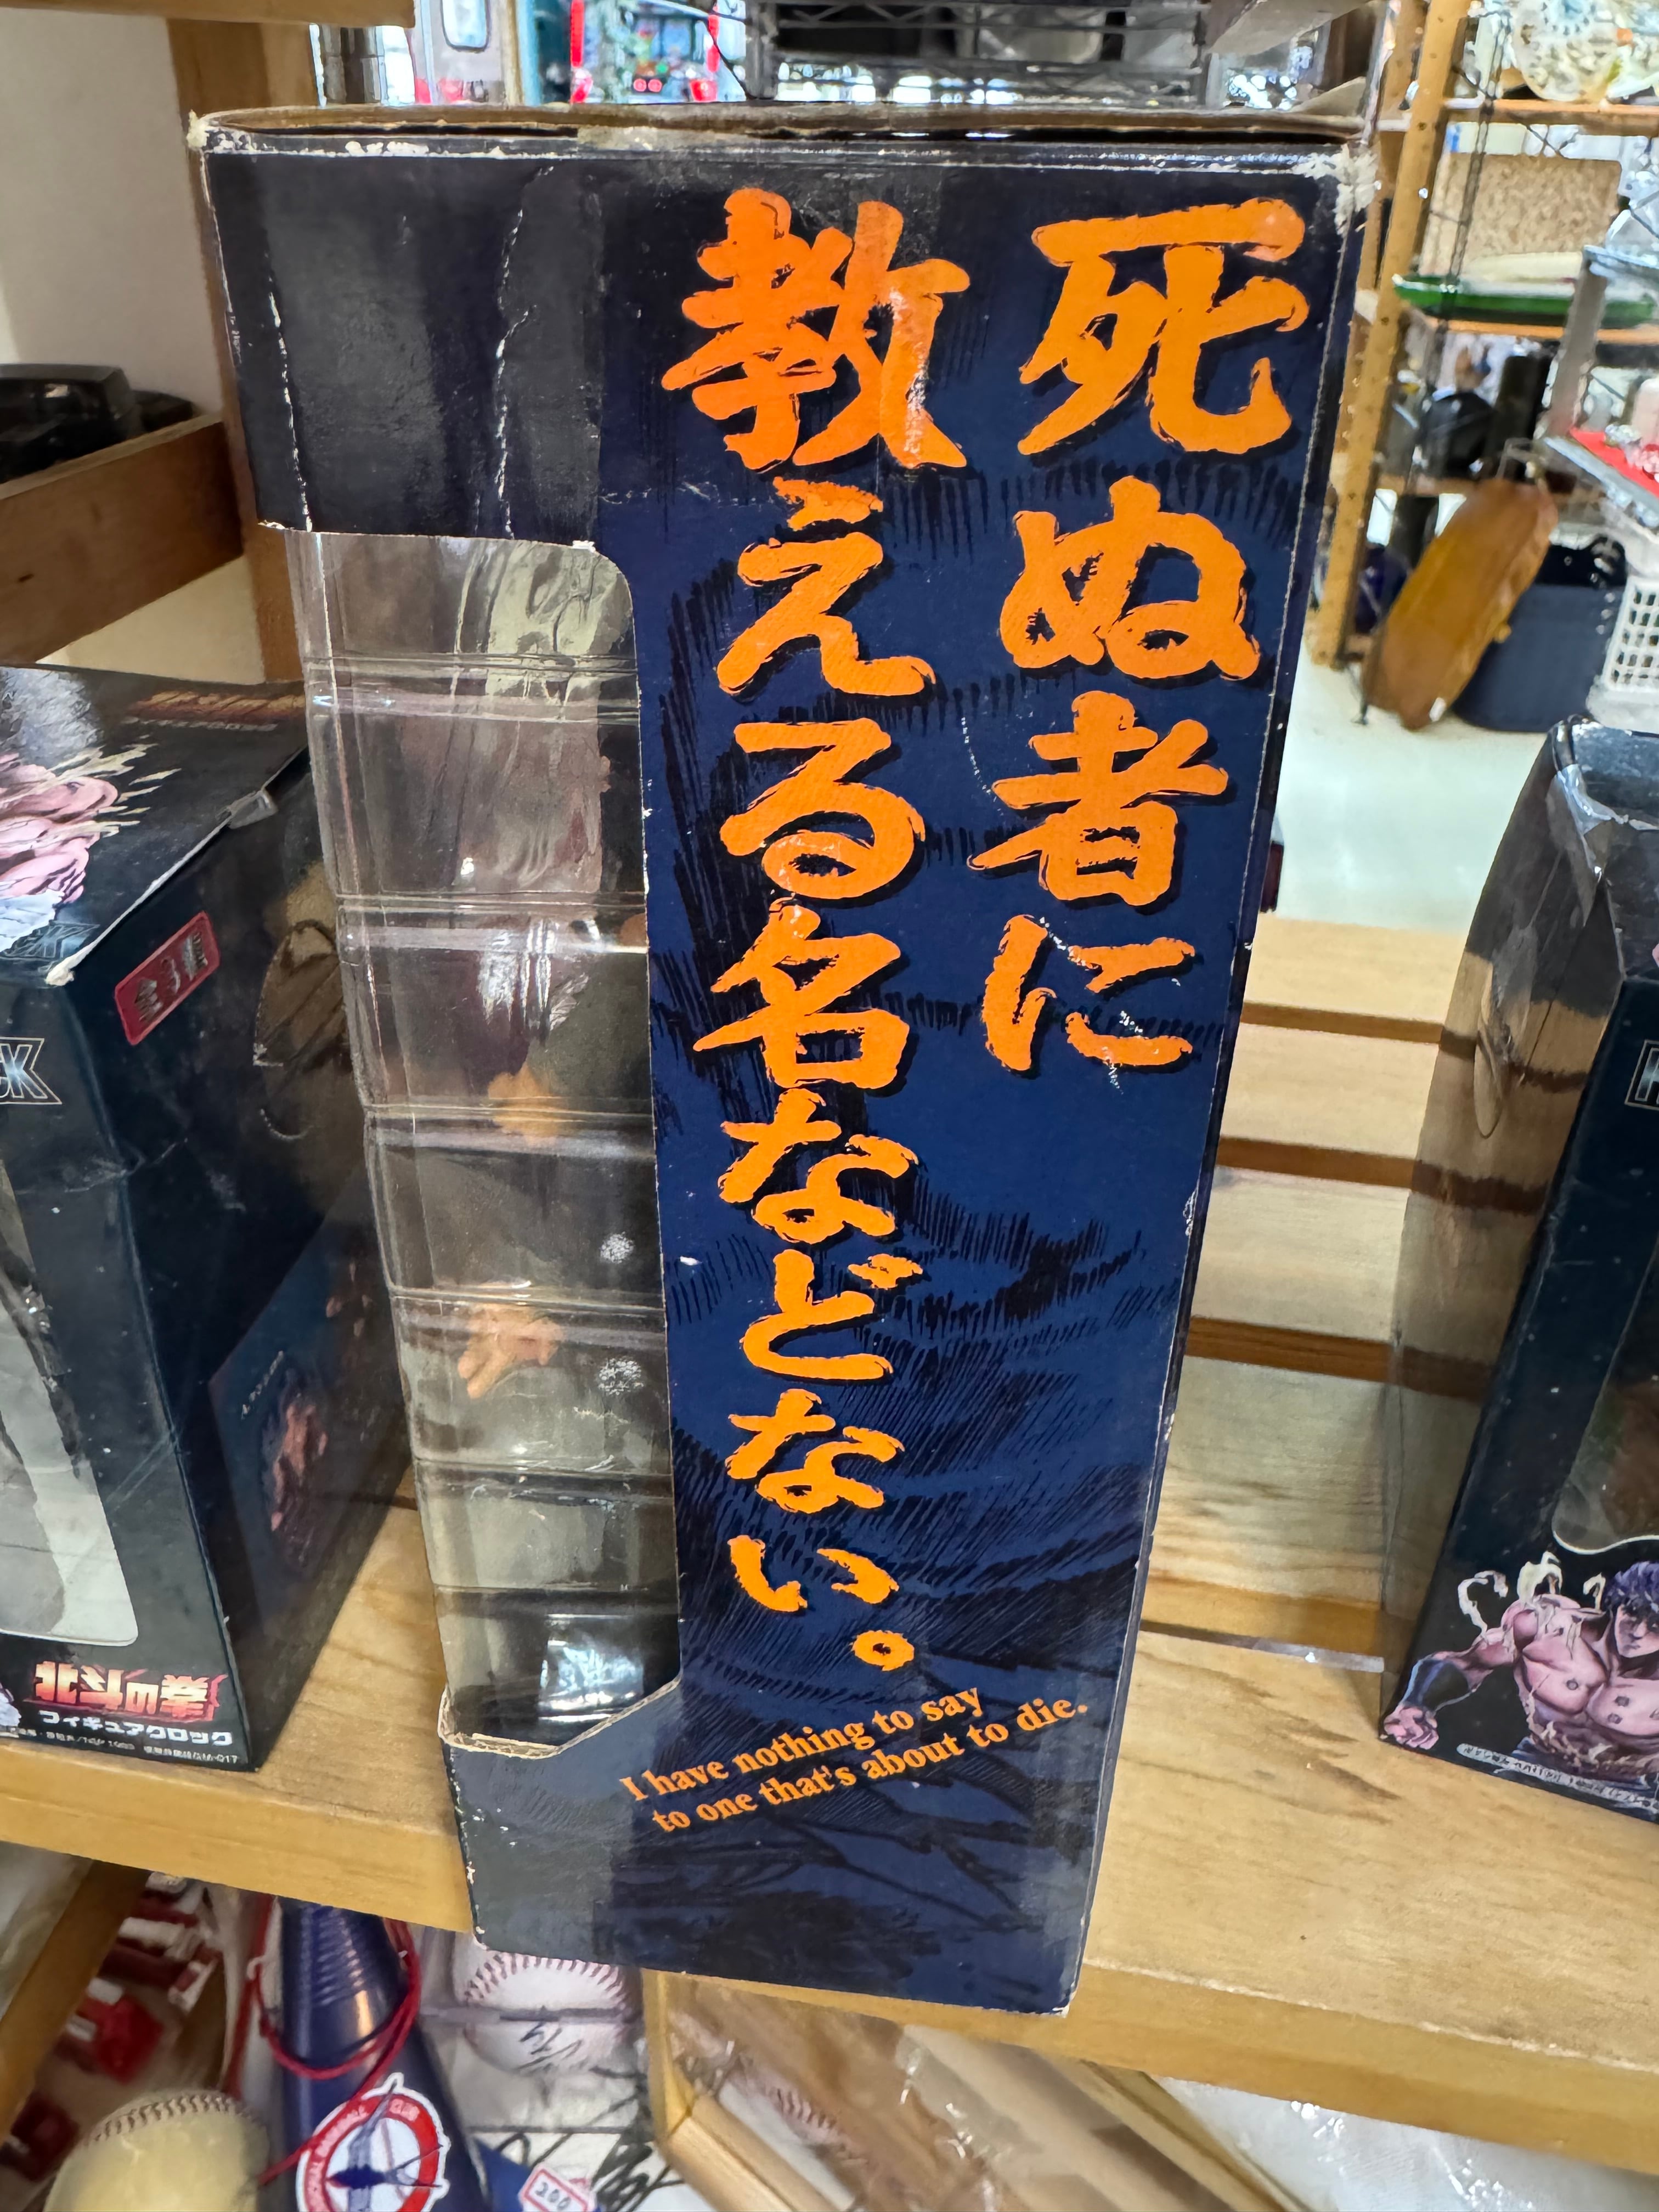 死ぬ者に
教える名などない。
I have nothing to say
to one that's about to die.
北斗の拳
フィギュアクロック
200